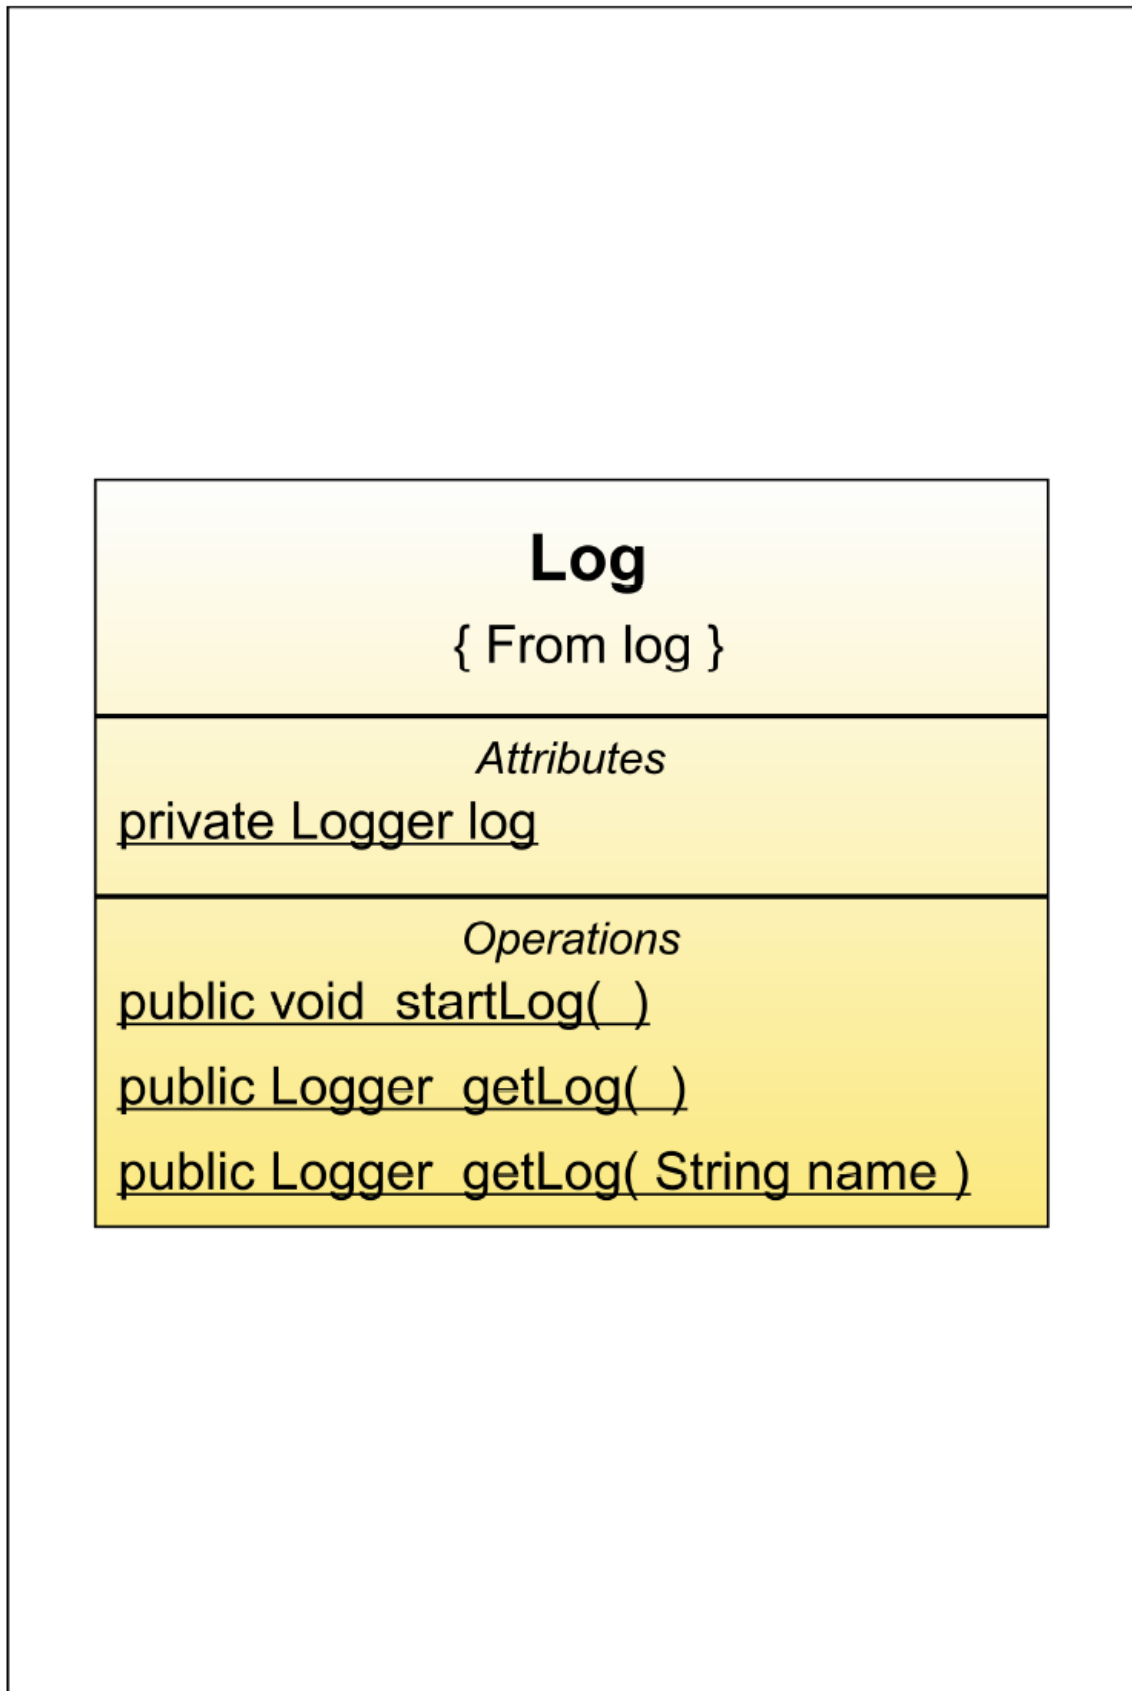 Log
{ From log }
Attributes
private Logger log
Operations
public void  startLog(  )
public Logger  getLog(  )
public Logger  getLog( String name )